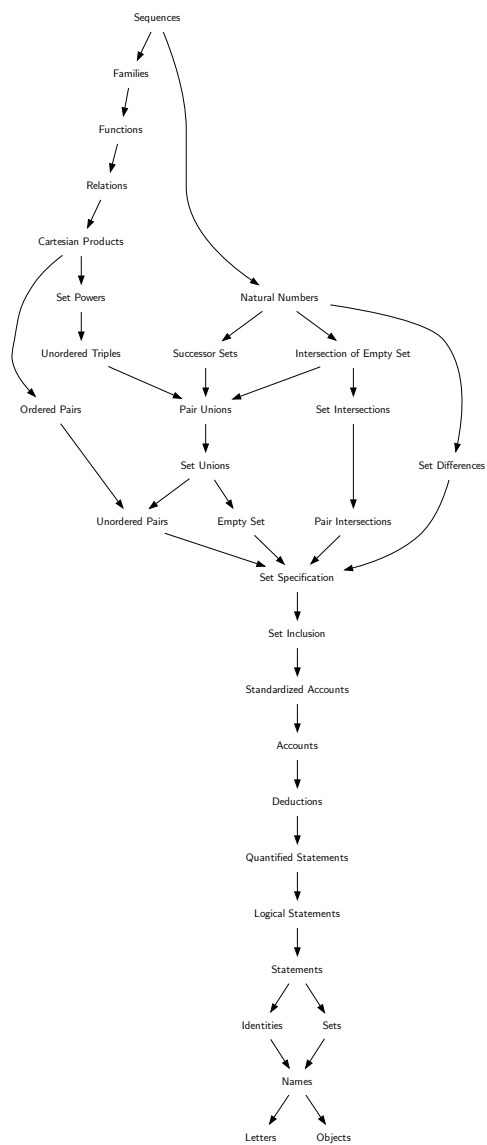 Sequences
Families
Functions
Relations
Cartesian Products
Set Powers
Natural Numbers
Unordered Triples
Successor Sets
Intersection of Empty Set
Ordered Pairs
Pair Unions
Set Intersections
Set Unions
Set Differences
Unordered Pairs
Empty Set
Pair Intersections
Set Specification
Set Inclusion
Standardized Accounts
Accounts
Deductions
Quantified Statements
Logical Statements
Statements
Identities
Sets
Names
Letters
Objects